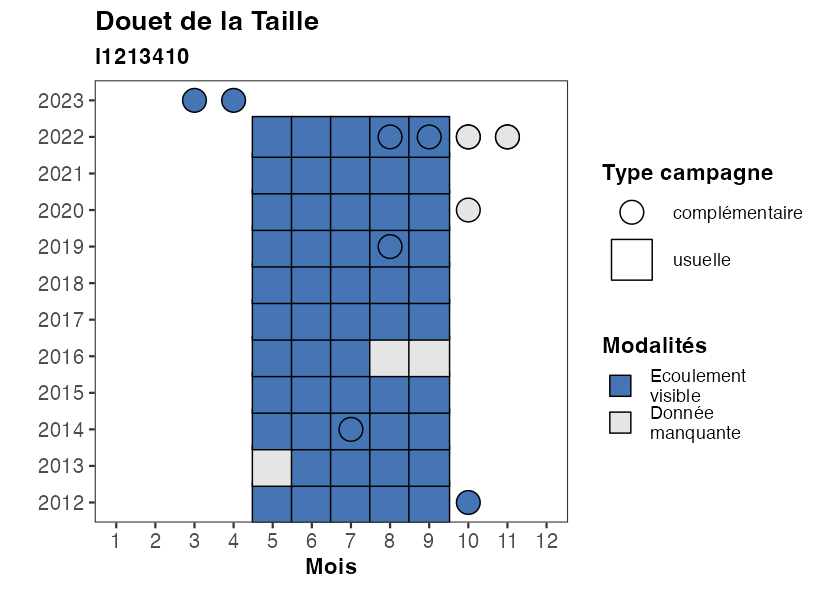 Douet de la Taille
I1213410
2023
2022
2021
2020
2019
2018
2017
2016
2015
2014
2013
2012
1 2 3 4 5 6 7 8 9 10 11 12
Mois
Type campagne
complémentaire
usuelle
Modalités
Ecoulement
visible
Donnée
manquante